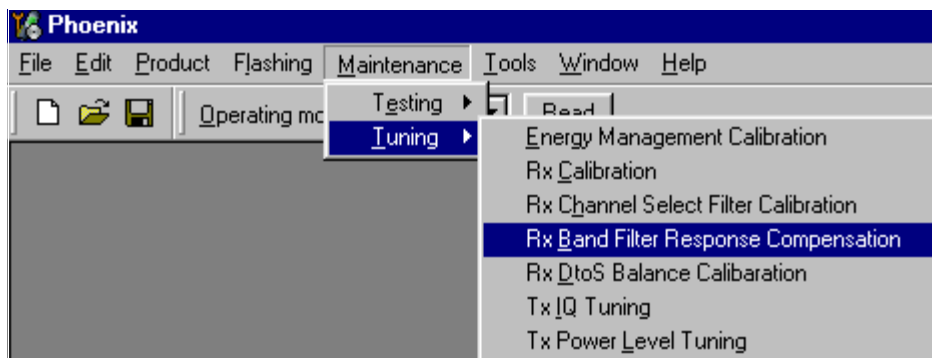 Phoenix
File Edit Product Flashing Maintenance Tools Window Help
Operating mo
Testing
Read
Tuning
Energy Management Calibration
Rx Calibration
Rx Channel Select Filter Calibration
Rx Band Filter Response Compensation
Rx DtoS Balance Calibaration
Tx IQ Tuning
Tx Power Level Tuning